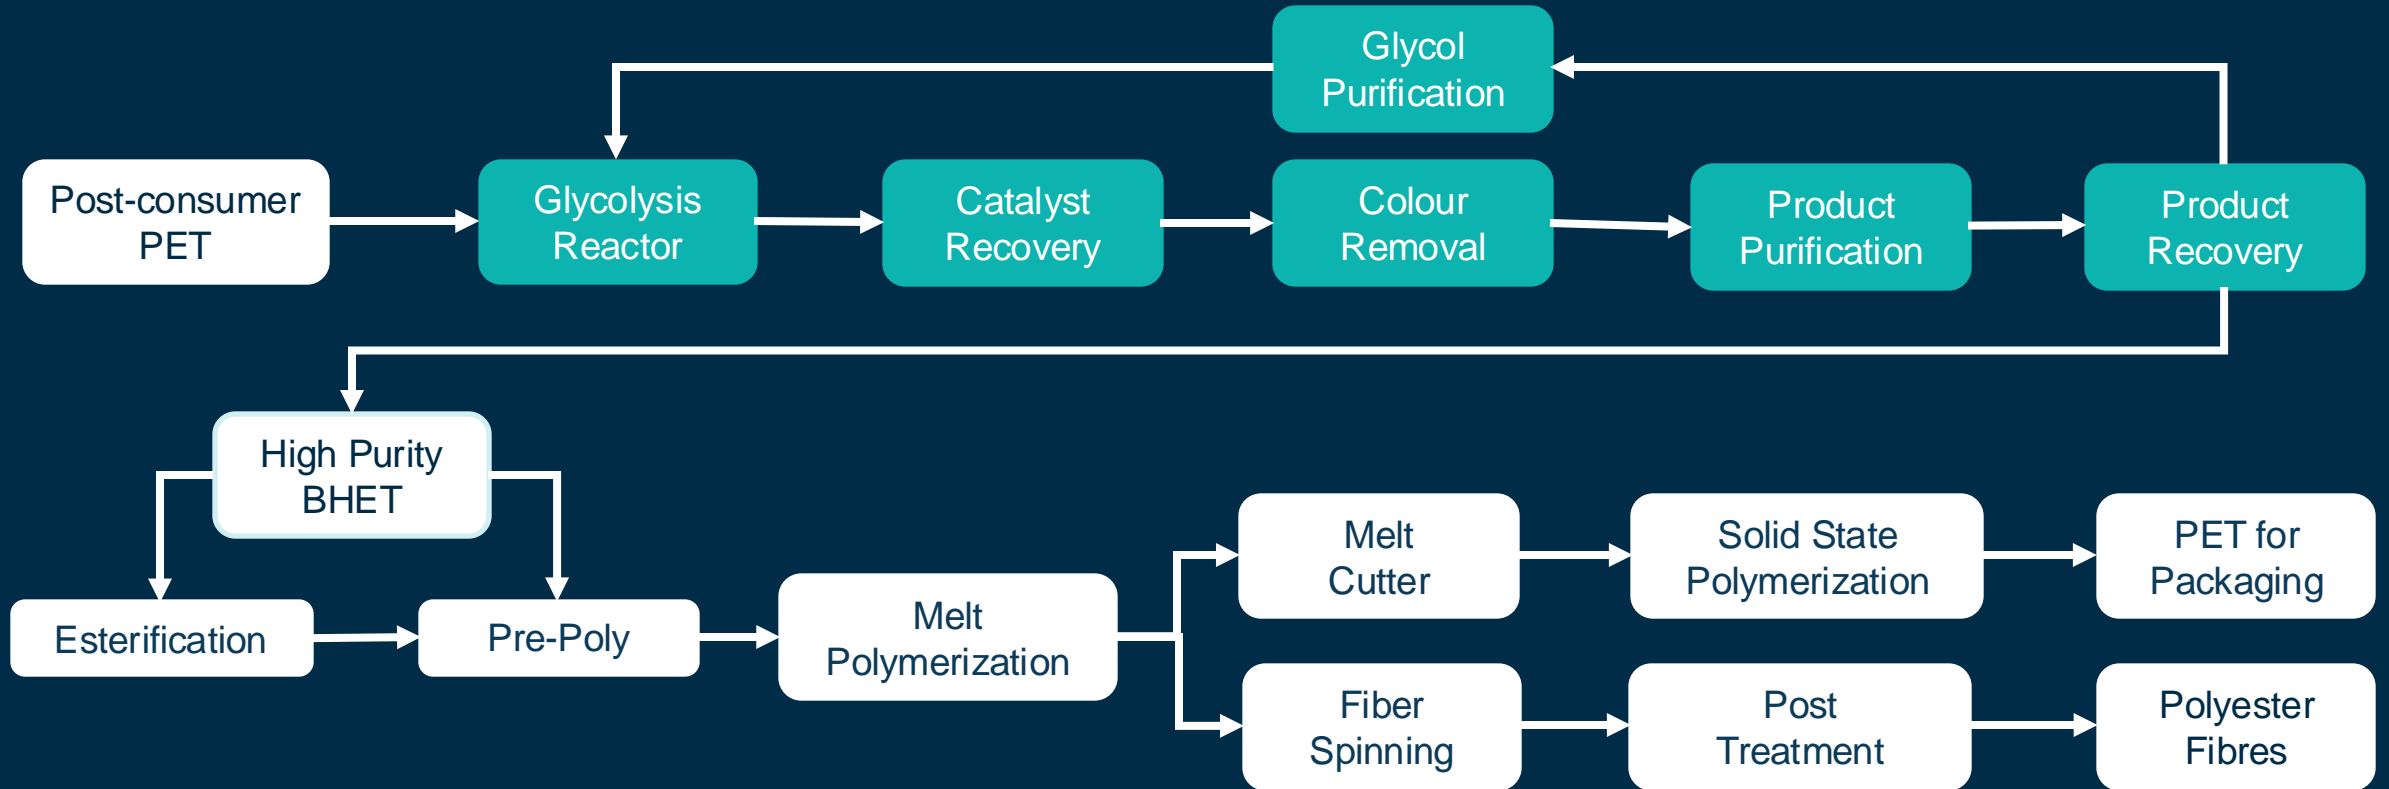 Glycol
Purification
Post-consumer
PET
Glycolysis
Reactor
Catalyst
Recovery
Colour
Removal
Product
Purification
Product
Recovery
High Purity
BHET
Esterification
Pre-Poly
Melt
Polymerization
Melt
Cutter
Solid State
Polymerization
PET for
Packaging
Fiber
Spinning
Post
Treatment
Polyester
Fibres